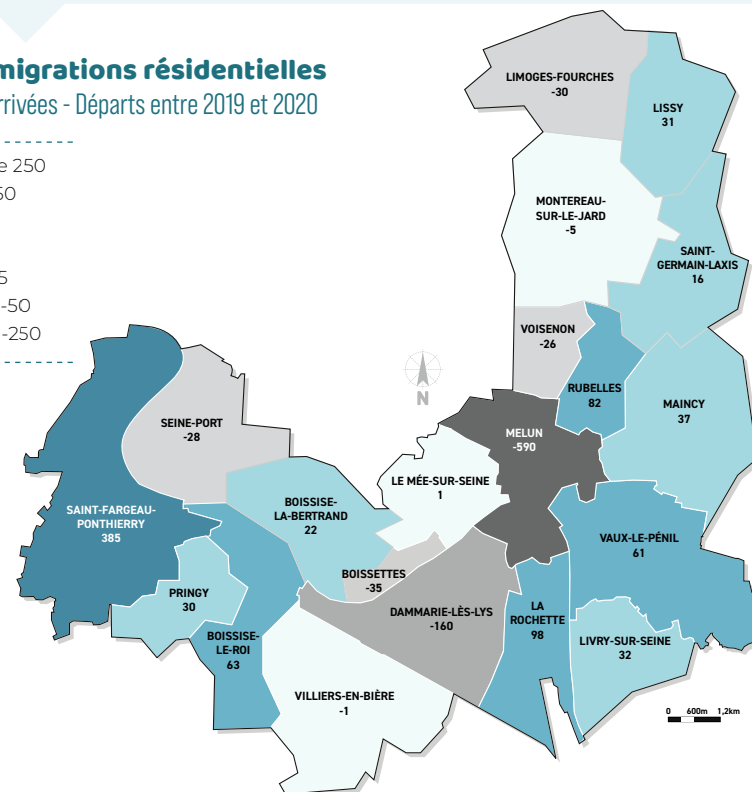 migrations résidentielles
rrivées - Départs entre 2019 et 2020
e 250
50
5
-50
-250
LIMOGES-FOURCHES
-30
LISSY
31
MONTEREAU-
SUR-LE-JARD
-5
SAINT-
GERMAIN-LAXIS
16
VOISENON
-26
RUBELLES
82
MAINCY
37
SEINE-PORT
-28
N
MELUN
-590
LE MÉE-SUR-SEINE
1
SAINT-FARGEAU-
PONTHIERRY
385
BOISSISE-
LA-BERTRAND
22
VAUX-LE-PÉNIL
61
BOISSETTES
-35
PRINGY
30
DAMMARIE-LÈS-LYS
-160
LA
ROCHETTE
98
BOISSISE-
LE-ROI
63
LIVRY-SUR-SEINE
32
VILLIERS-EN-BIÈRE
-1
0 600m 1,2km